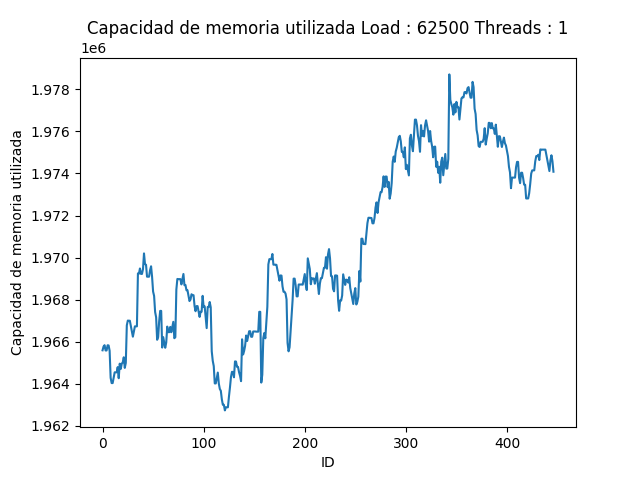 Capacidad de memoria utilizada Load : 62500 Threads : 1
1e6
1.978
1.976
1.974
1.972
1.970
1.968
1.966
1.964
1.962
Capacidad de memoria utilizada
0 100 200 300 400
ID